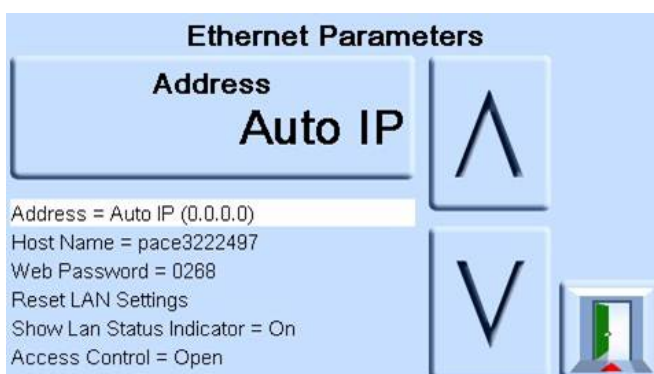 Ethernet Parameters
Address
Auto IP
Address = Auto IP (0.0.0.0)
Host Name = pace3222497
Web Password = 0268
Reset LAN Settings
Show Lan Status Indicator = On
Access Control = Open